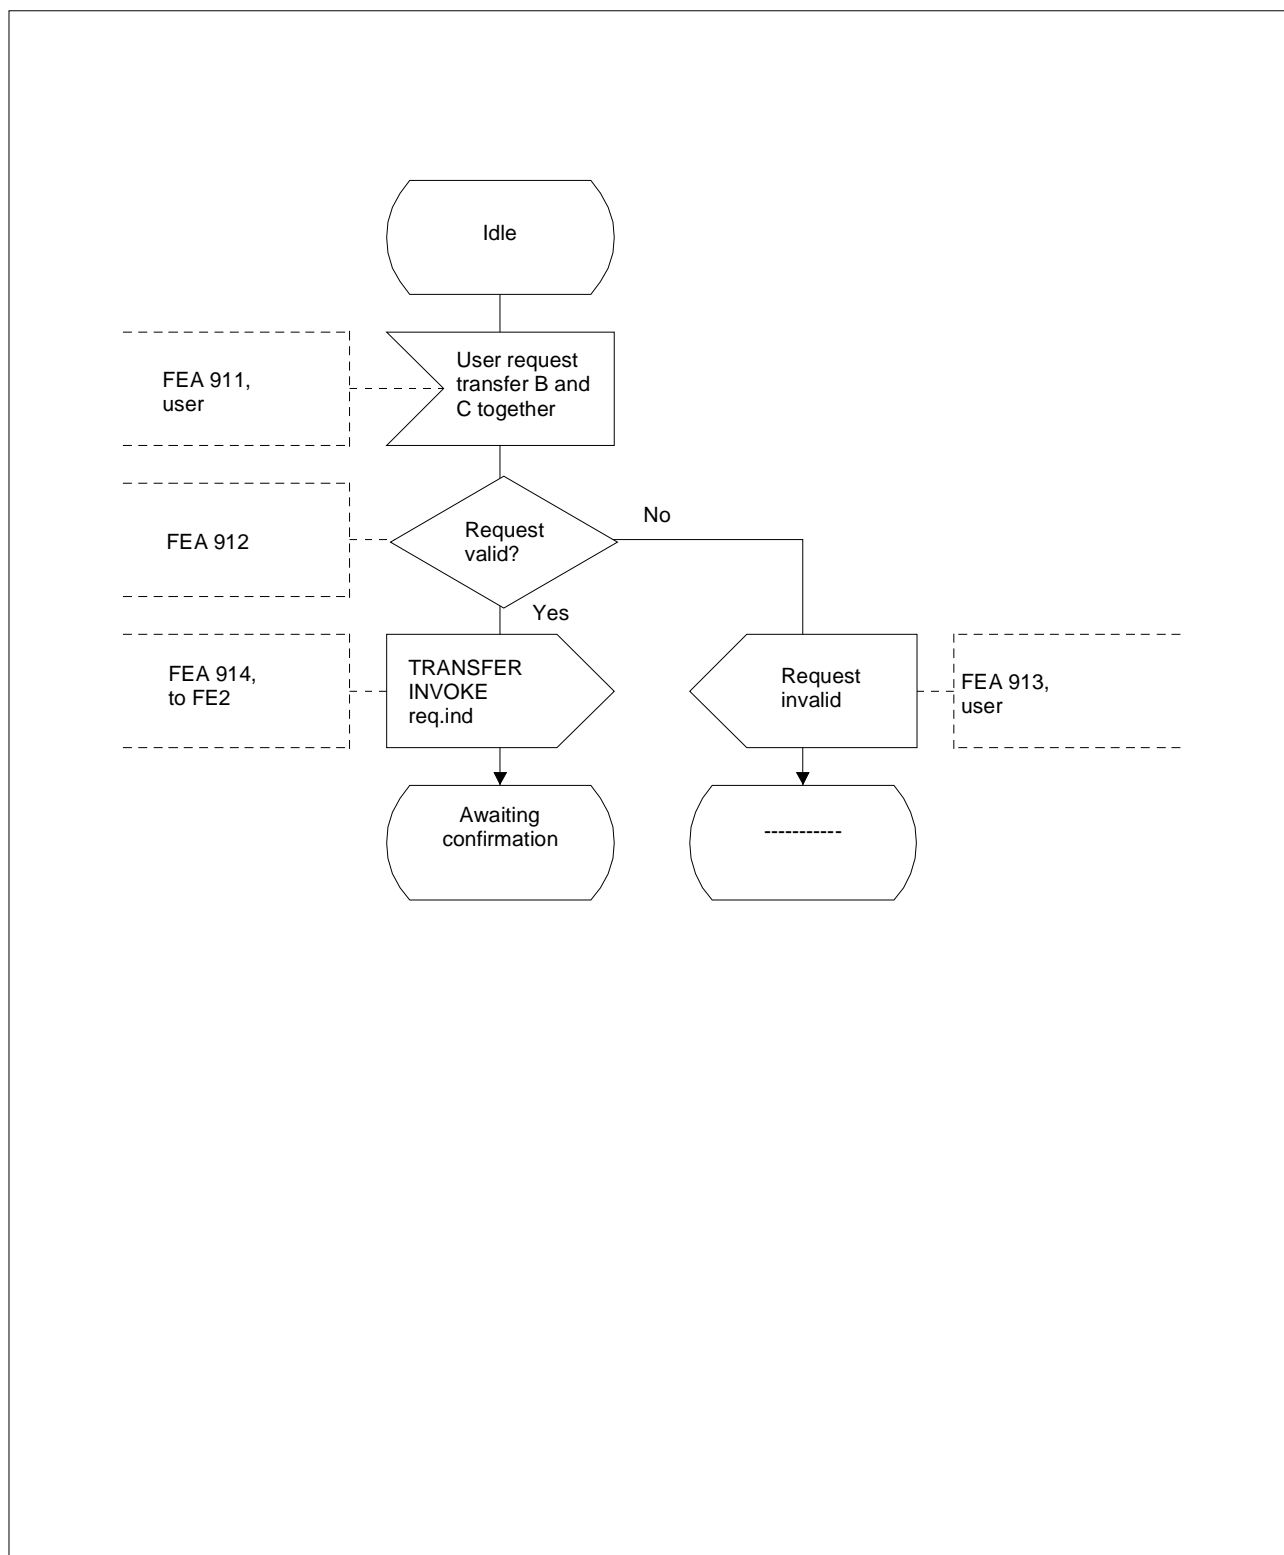 Idle
FEA 911,
user
User request
transfer B and
C together
FEA 912
Request
valid?
No
Yes
FEA 914,
to FE2
TRANSFER
INVOKE
req.ind
Request
invalid
FEA 913,
user
Awaiting
confirmation
-----------